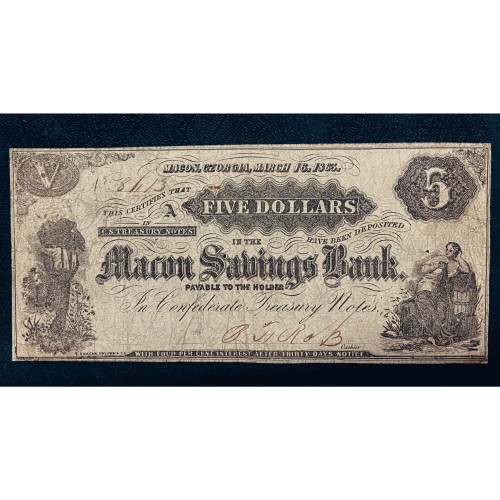 MACON, GEORGIA, MARCH 16, 1863.
V
5
No
THIS CERTIFIES THAT
A
FIVE DOLLARS
IN C.S. TREASURY NOTES
HAVE BEEN DEPOSITED
IN THE
Macon Savings Bank.
PAYABLE TO THE HOLDER
In Confederate Treasury Notes,
Cashier
WITH FOUR PER CENT INTEREST AFTER THIRTY DAYS NOTICE.